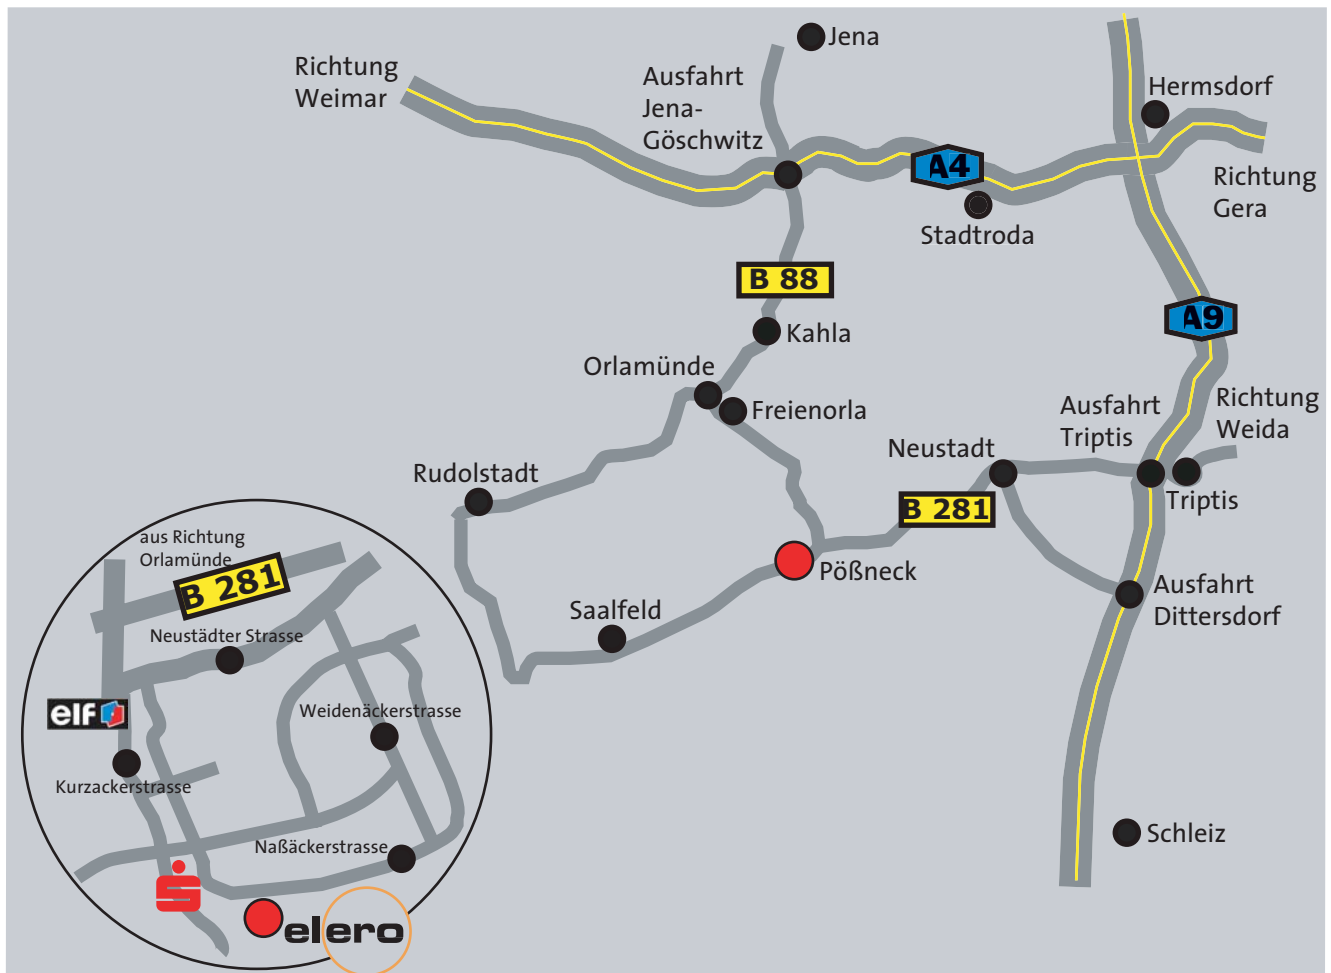 Jena
Richtung
Weimar
Ausfahrt
Jena-
Göschwitz
Hermsdorf
A4
Richtung
Gera
Stadtroda
B 88
A9
Kahla
Orlamünde
Freienorla
Ausfahrt
Triptis
Richtung
Weida
Neustadt
Rudolstadt
Triptis
B 281
Pößneck
Ausfahrt
Dittersdorf
Saalfeld
Schleiz
aus Richtung
Orlamünde
B 281
Neustädter Strasse
elf
Weidenäckerstrasse
Kurzackerstrasse
Naßäckerstrasse
elero